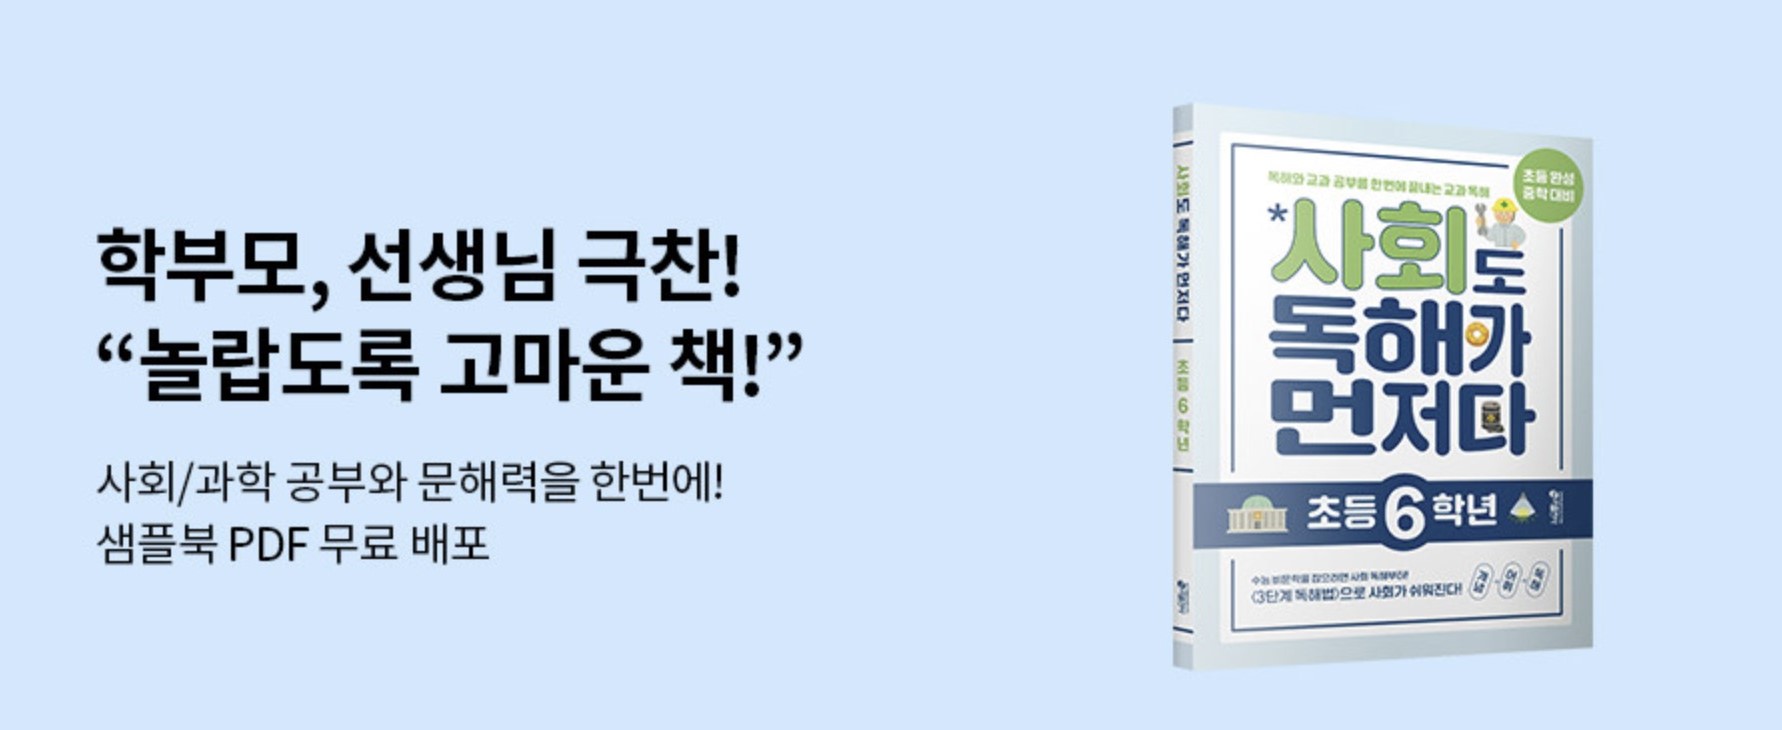 학부모, 선생님 극찬!
“놀랍도록 고마운 책!”
사회/과학 공부와 문해력을 한번에!
샘플북 PDF 무료 배포
사회도 독해가 먼저다
초등 6학년
독해와 교과 공부를 한 번에 끝내는 교과 독해
초등 완성
중학 대비
*사회도
독해가
먼저다
초등 6 학년
수능 비문학을 잡으려면 사회 독해부터!
〈3단계 독해법〉으로 사회가 쉬워진다!
개념-어휘-독해